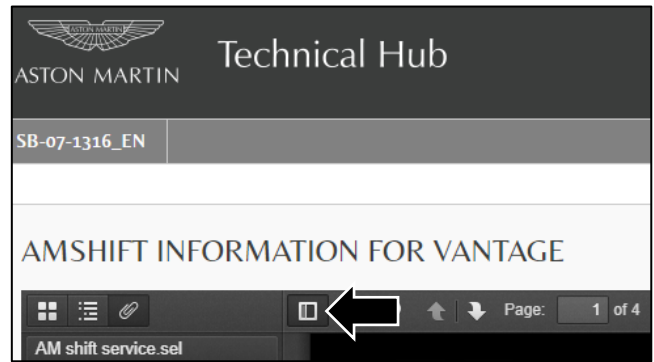 ASTON MARTIN
ASTON MARTIN
Technical Hub
SB-07-1316_EN
AMSHIFT INFORMATION FOR VANTAGE
Page: 1 of 4
AM shift service.sel